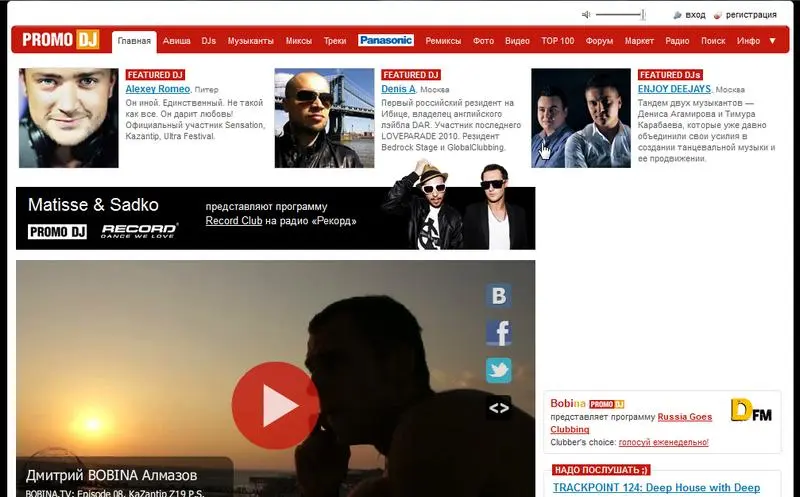 вход регистрация
PROMO DJ
Главная Афиша DJs Музыканты Миксы Треки Panasonic Ремиксы Фото Видео TOP 100 Форум Маркет Радио Поиск Инфо ▼
FEATURED DJ
Alexey Romeo, Питер
Он иной. Единственный. Не такой
как все. Он дарит любовь!
Официальный участник Sensation,
Kazantip, Ultra Festival.
FEATURED DJ
Denis A, Москва
Первый российский резидент на
Ибице, владелец английского
лэйбла DAR. Участник последнего
LOVEPARADE 2010. Резидент
Bedrock Stage и GlobalClubbing.
FEATURED DJs
ENJOY DEEJAYS, Москва
Тандем двух музыкантов —
Дениса Агамирова и Тимура
Карабаева, которые уже давно
объединили свои усилия в
создании танцевальной музыки и
ее продвижении.
Matisse & Sadko
PROMO DJ RECORD
DANCE WE LOVE
представляют программу
Record Club на радио «Рекорд»
B
f
<>
Дмитрий BOBINA Алмазов
BOBINA.TV: Episode 08. KaZantip Z19 P.S.
Bobina PROMO DJ
представляет программу Russia Goes
Clubbing
Clubber's choice: голосуй еженедельно!
DFM
НАДО ПОСЛУШАТЬ ;)
TRACKPOINT 124: Deep House with Deep